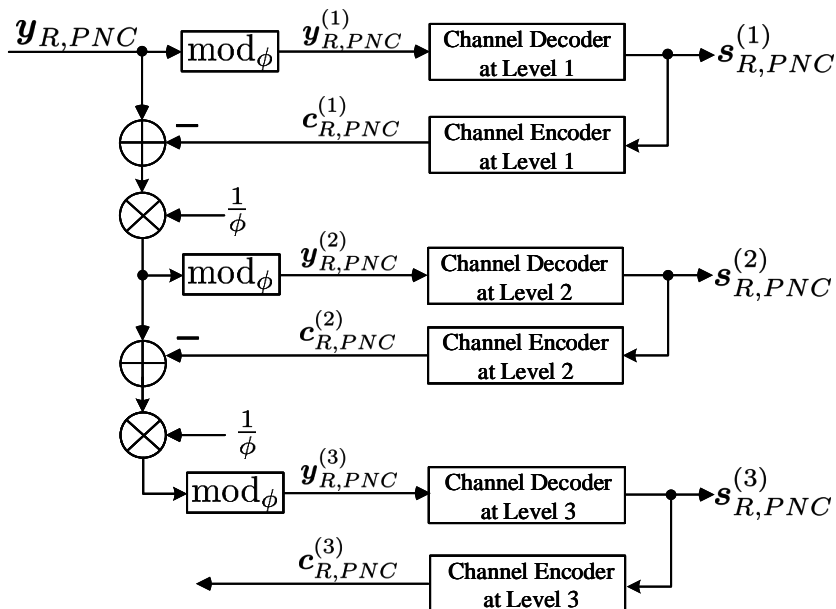 y_{R,PNC} mod_ϕ y^{(1)}_{R,PNC} Channel Decoder at Level 1 s^{(1)}_{R,PNC}
− c^{(1)}_{R,PNC} Channel Encoder at Level 1
1/ϕ
mod_ϕ y^{(2)}_{R,PNC} Channel Decoder at Level 2 s^{(2)}_{R,PNC}
− c^{(2)}_{R,PNC} Channel Encoder at Level 2
1/ϕ
mod_ϕ y^{(3)}_{R,PNC} Channel Decoder at Level 3 s^{(3)}_{R,PNC}
c^{(3)}_{R,PNC} Channel Encoder at Level 3